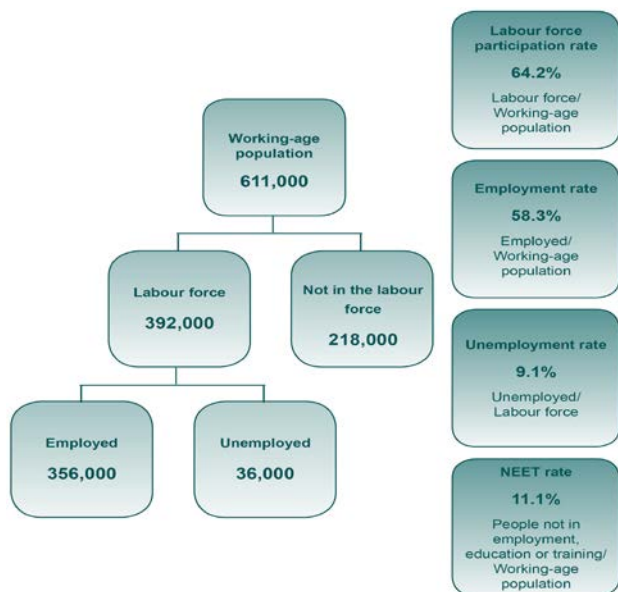 Working-age
population
611,000
Labour force
392,000
Not in the labour
force
218,000
Employed
356,000
Unemployed
36,000
Labour force
participation rate
64.2%
Labour force/
Working-age
population
Employment rate
58.3%
Employed/
Working-age
population
Unemployment rate
9.1%
Unemployed/
Labour force
NEET rate
11.1%
People not in
employment,
education or training/
Working-age
population